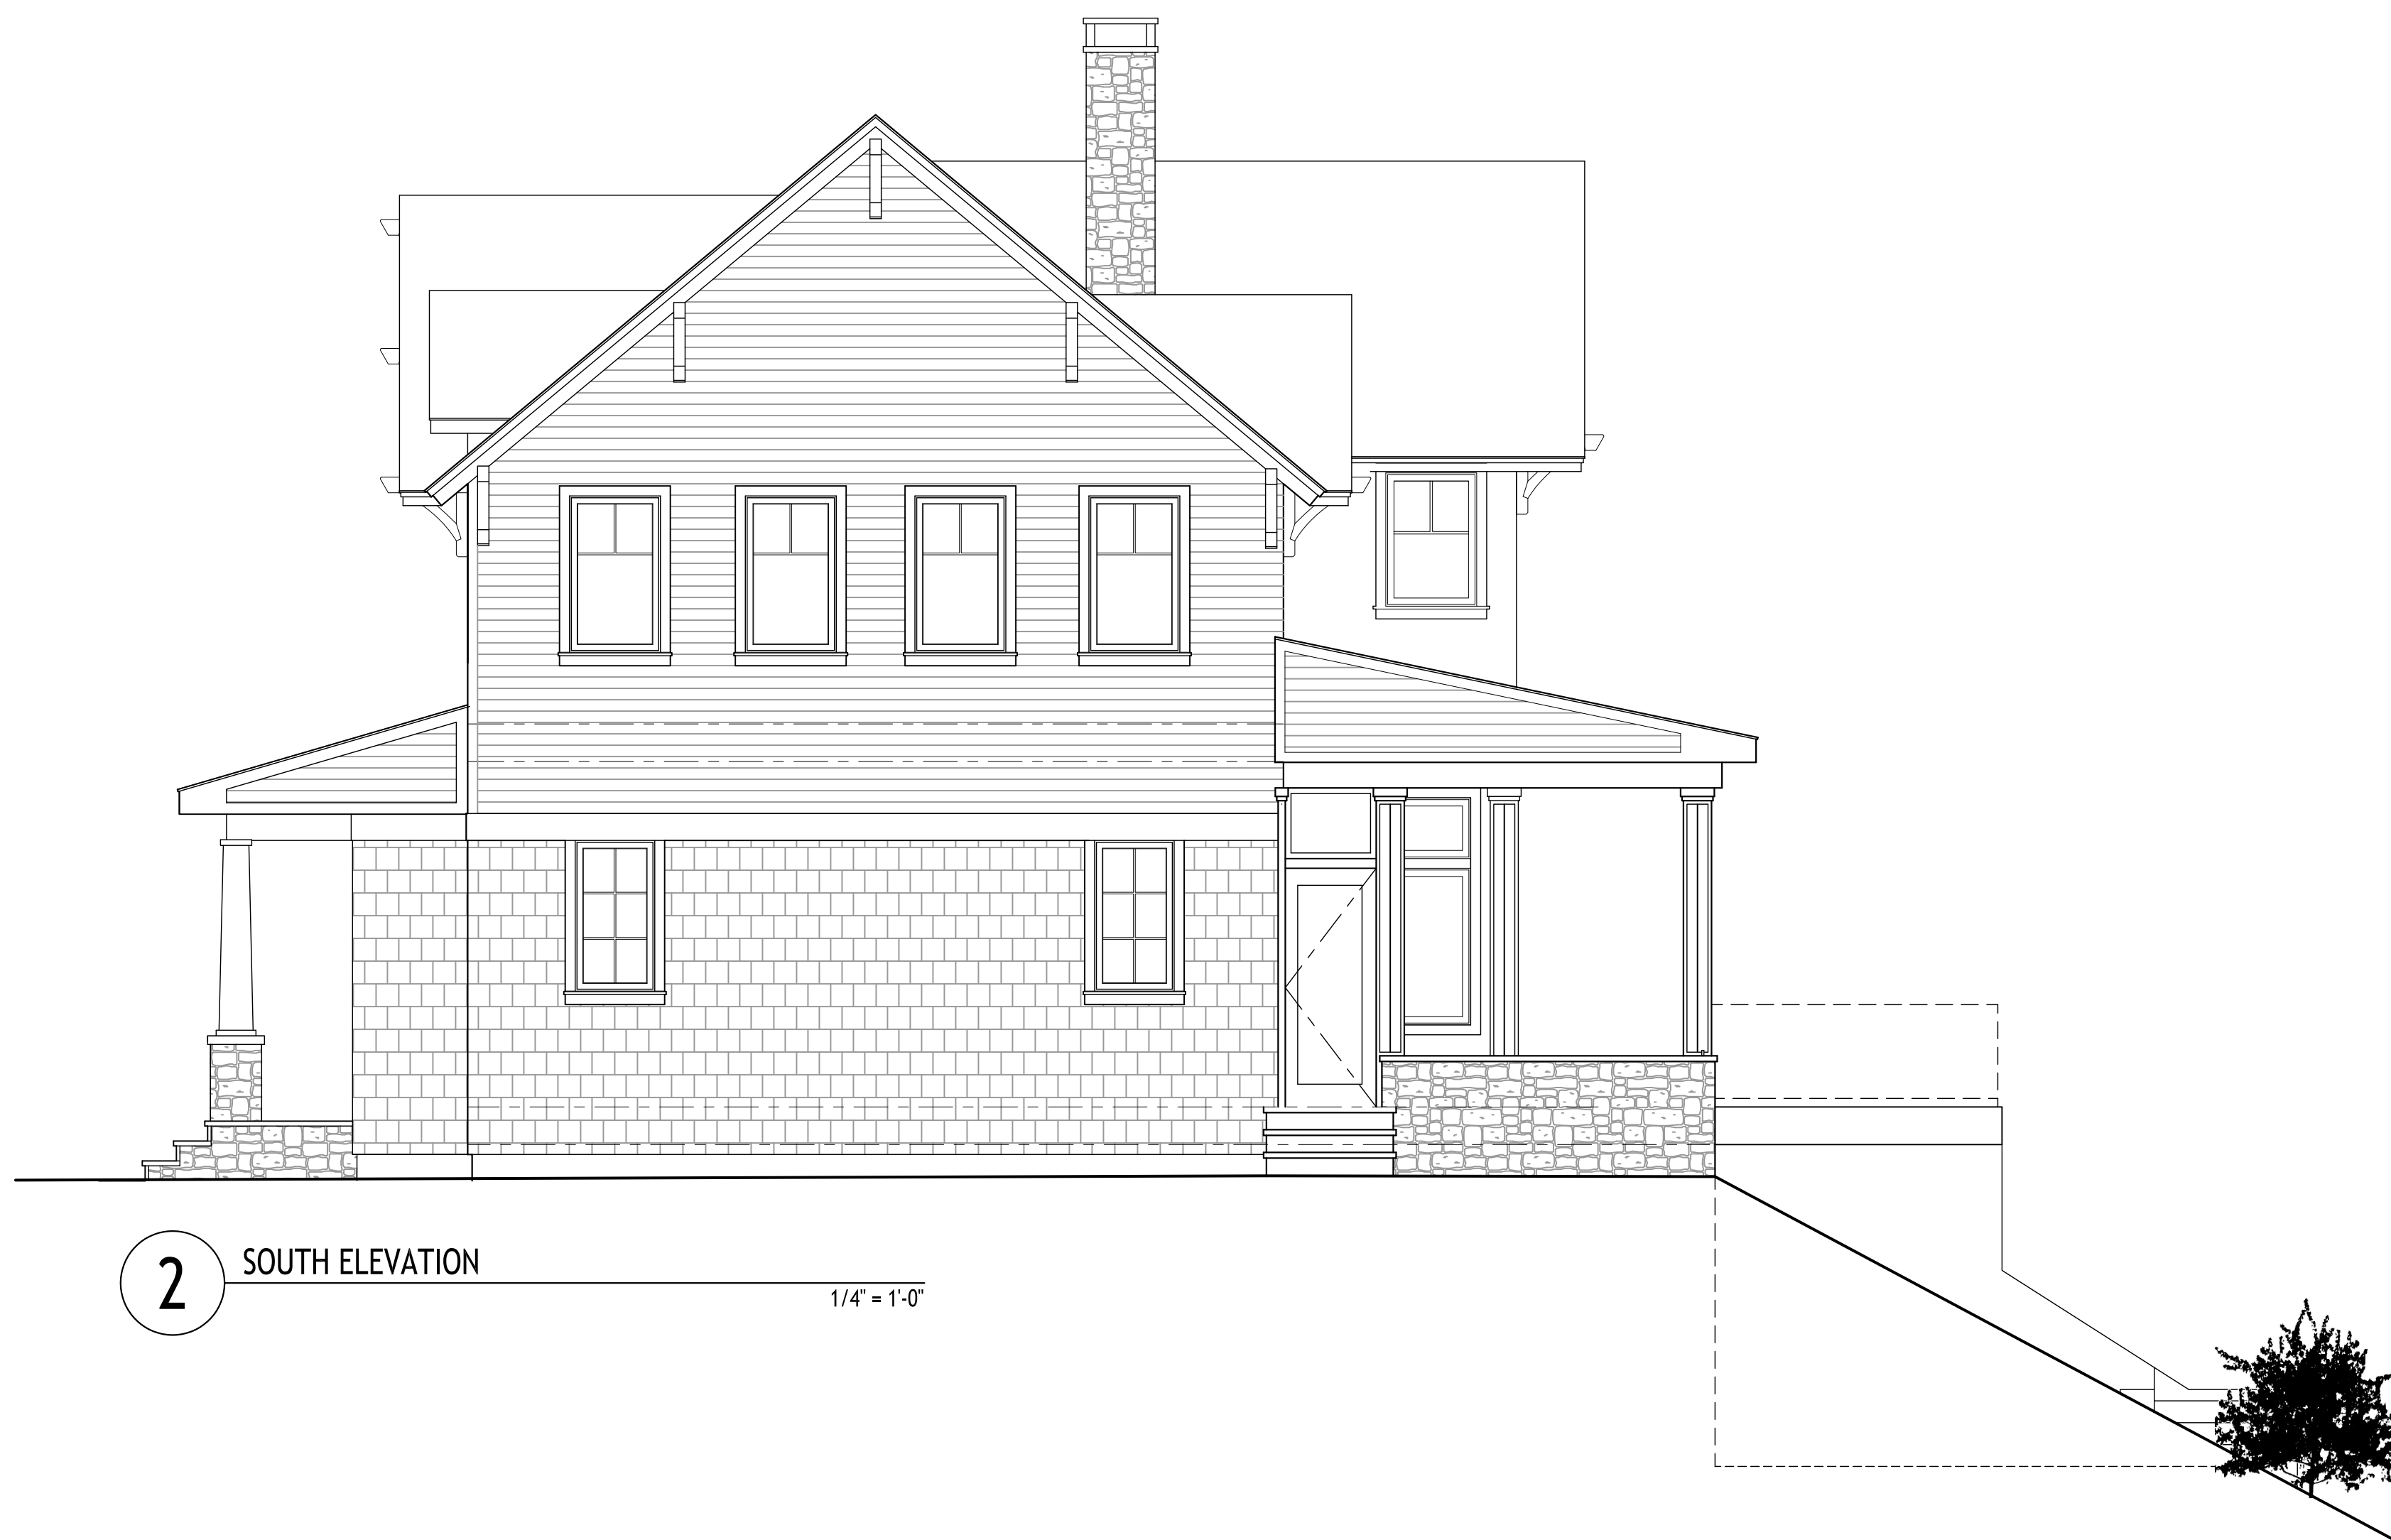 2
SOUTH ELEVATION
1/4" = 1'-0"